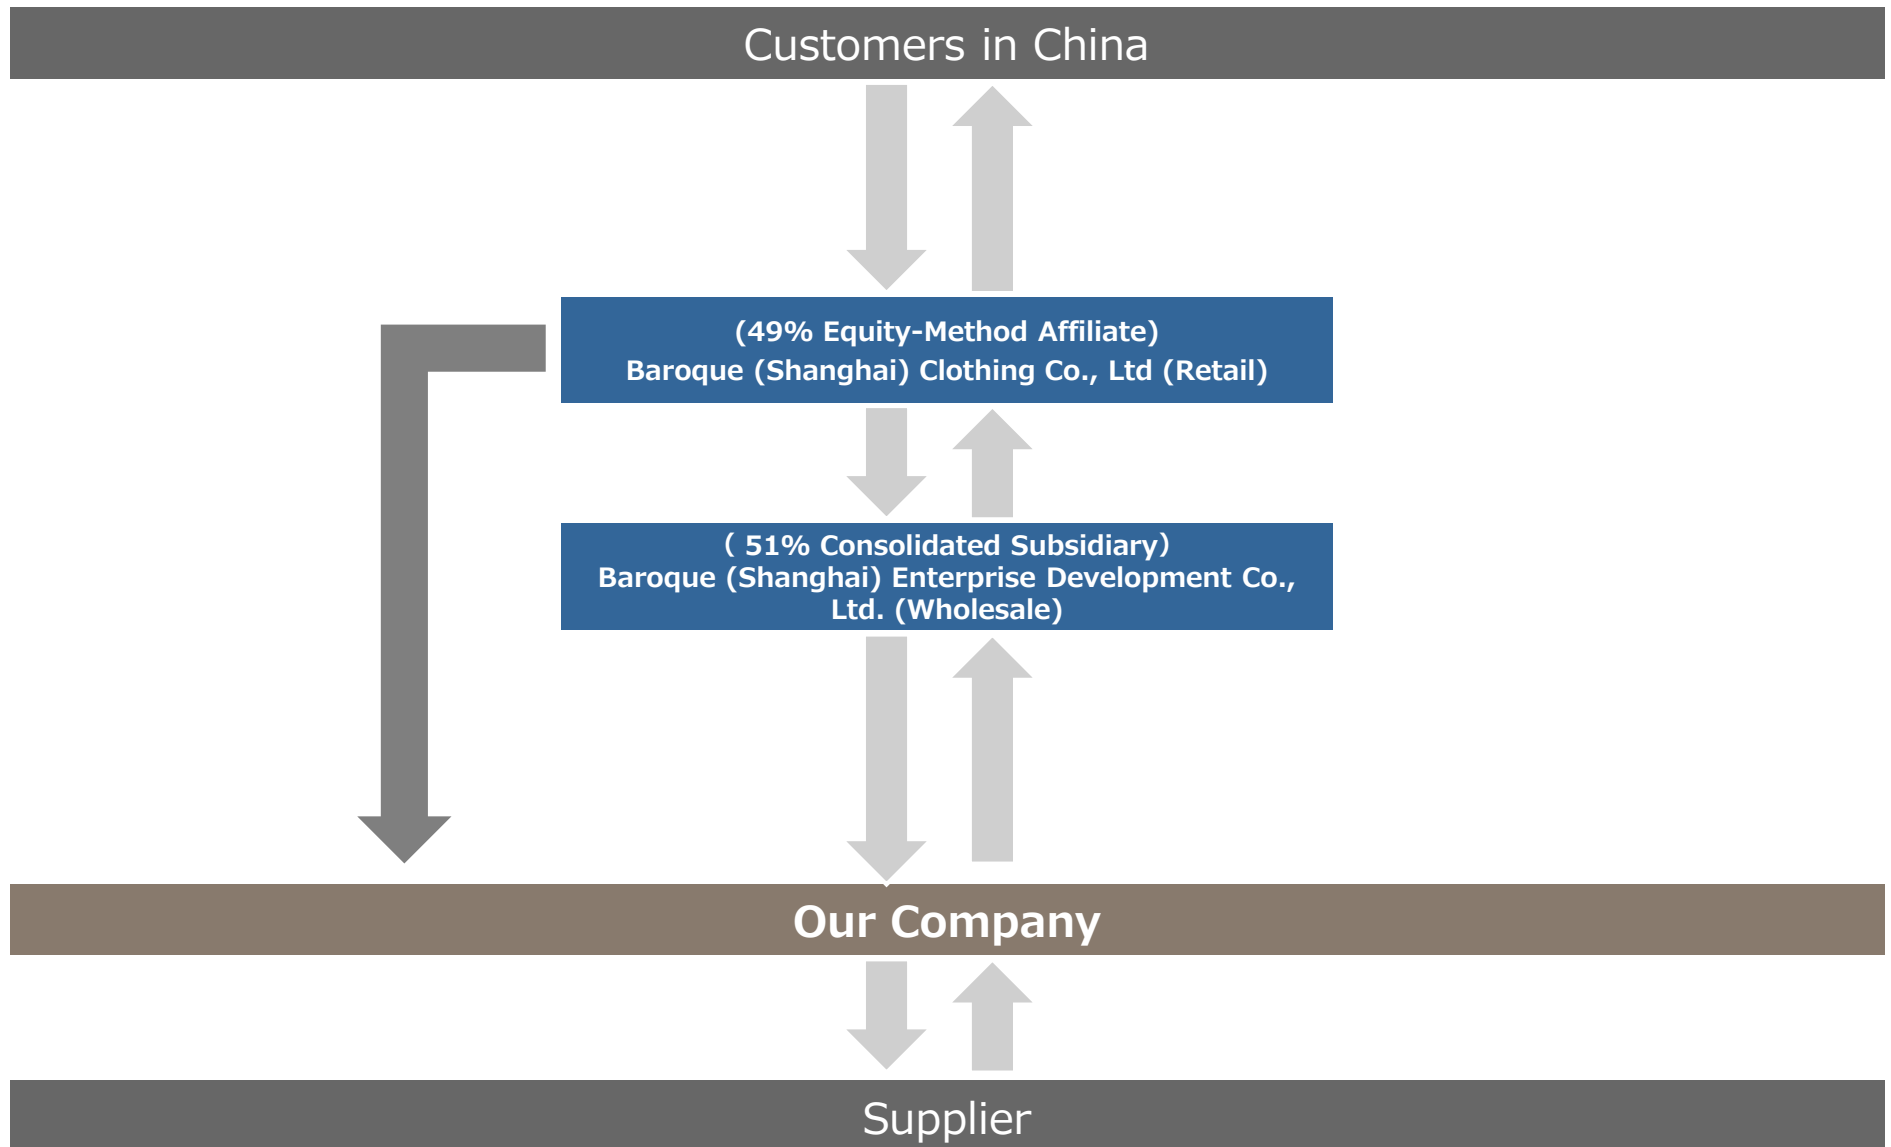 Customers in China
(49% Equity-Method Affiliate)
Baroque (Shanghai) Clothing Co., Ltd (Retail)
（ 51% Consolidated Subsidiary）
Baroque (Shanghai) Enterprise Development Co.,
Ltd. (Wholesale)
Our Company
Supplier